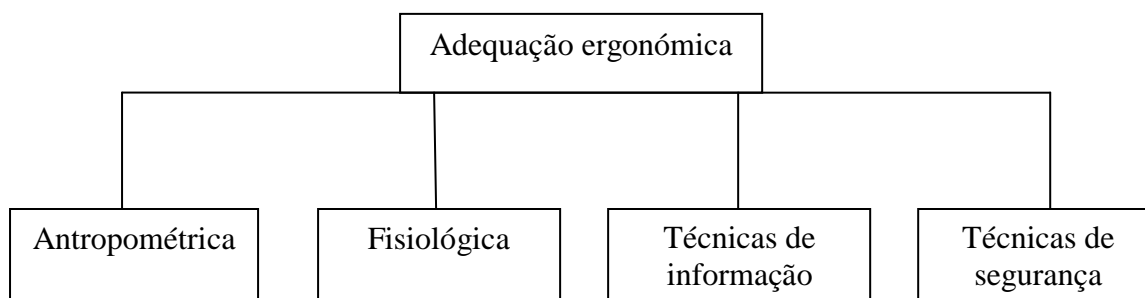 Adequação ergonómica
Antropométrica
Fisiológica
Técnicas de
informação
Técnicas de
segurança